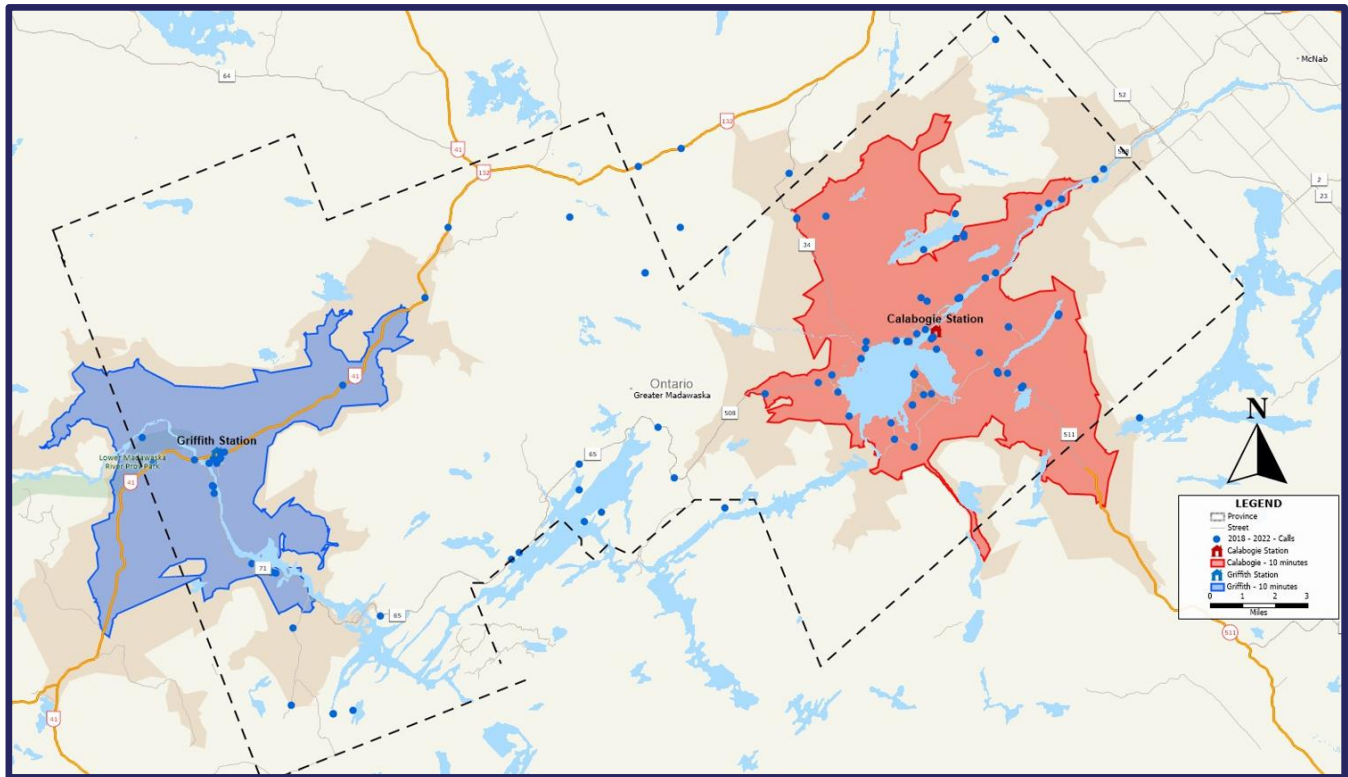 McNab
64
52
132
41
132
508
2
23
34
Calabogie Station
41
Ontario
Greater Madawaska
508
511
Griffith Station
Lower Madawaska
River Prov Park
41
65
N
71
65
511
41
LEGEND
Province
Street
2018 - 2022 - Calls
Calabogie Station
Calabogie - 10 minutes
Griffith Station
Griffith - 10 minutes
0 1 2 3
Miles